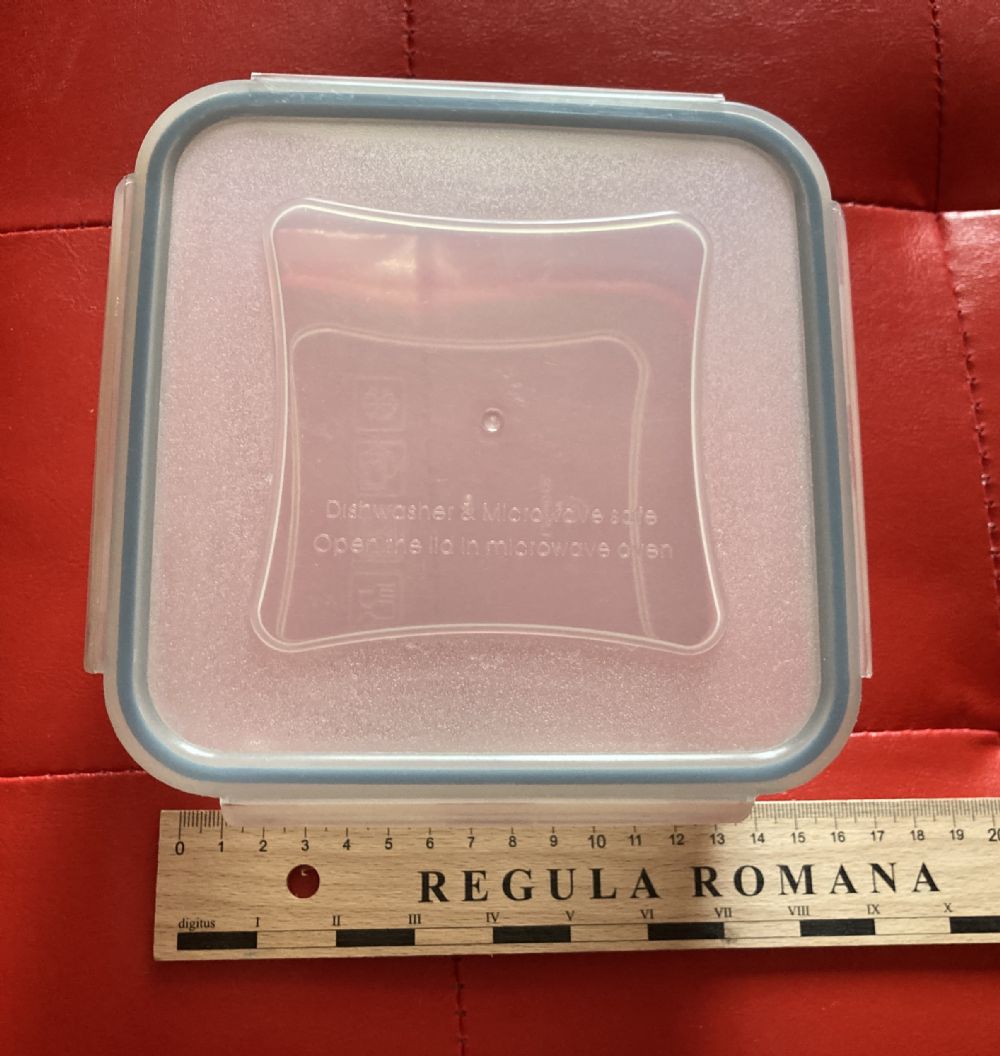 Dishwasher & Microwave safe
Open the lid in microwave oven
0 1 2 3 4 5 6 7 8 9 10 11 12 13 14 15 16 17 18 19 20
REGULA ROMANA
digitus I II III IV V VI VII VIII IX X